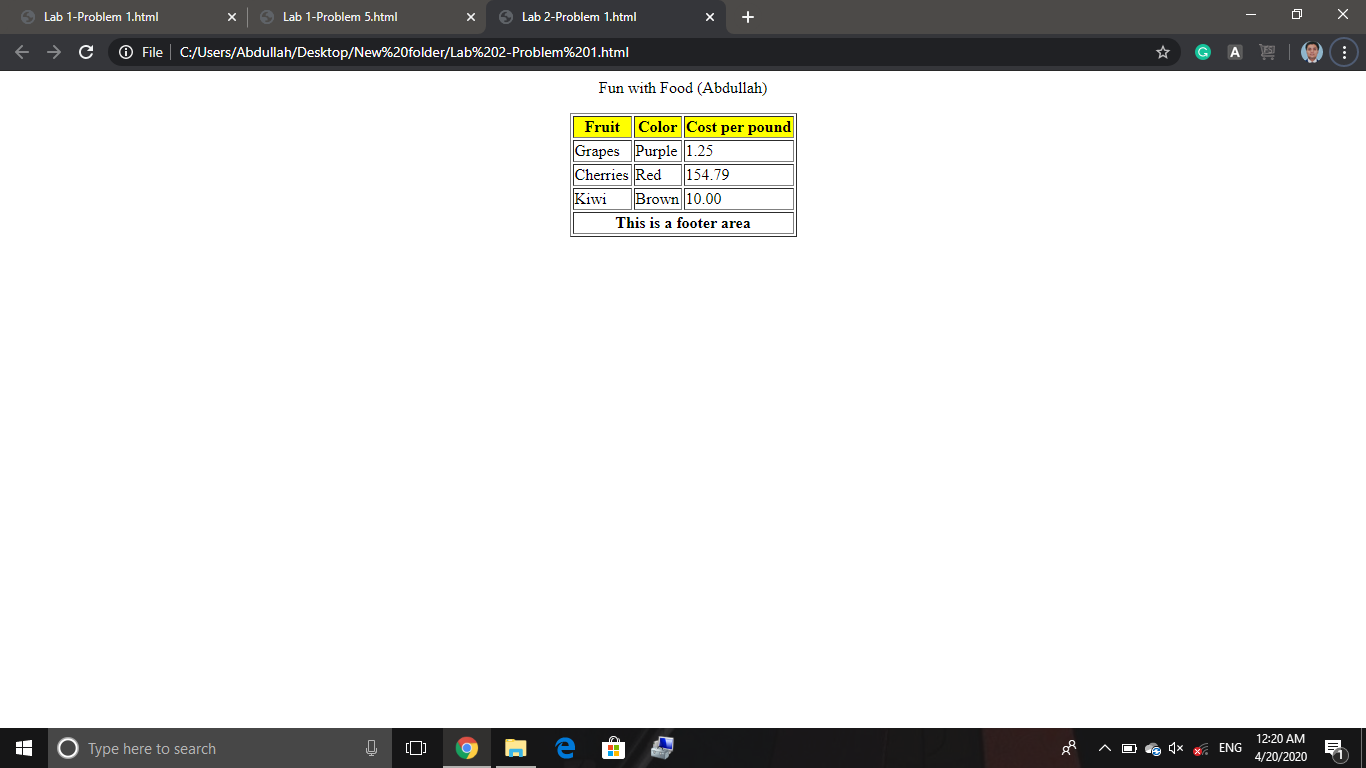 Lab 1-Problem 1.html
Lab 1-Problem 5.html
Lab 2-Problem 1.html
File
C:/Users/Abdullah/Desktop/New%20folder/Lab%202-Problem%201.html
G
A
Fun with Food (Abdullah)
Fruit Color Cost per pound
Grapes Purple 1.25
Cherries Red 154.79
Kiwi Brown 10.00
This is a footer area
Type here to search
ENG
12:20 AM
4/20/2020
1